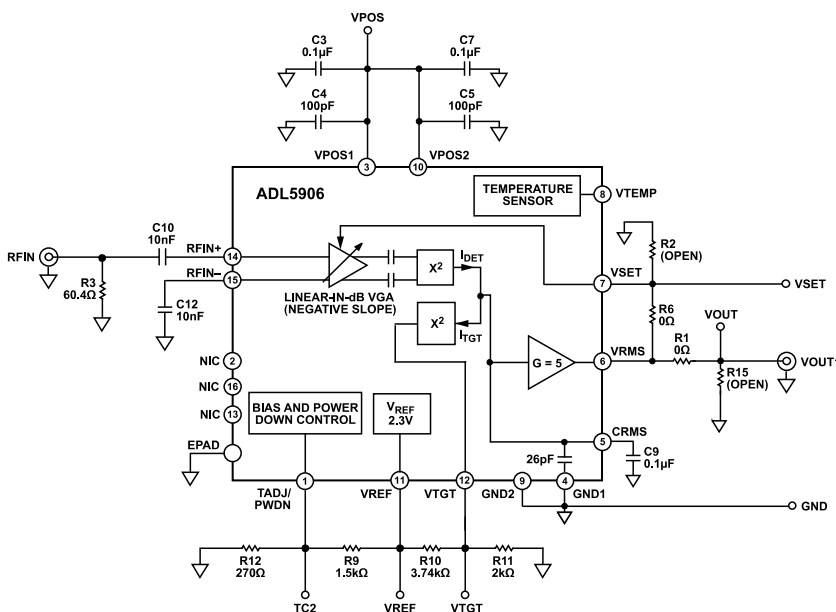 VPOS
C3
0.1µF
C7
0.1µF
C4
100pF
C5
100pF
VPOS1
VPOS2
3
10
ADL5906
TEMPERATURE
SENSOR
8
VTEMP
RFIN
C10
10nF
RFIN+
14
RFIN–
15
R3
60.4Ω
C12
10nF
LINEAR-IN-dB VGA
(NEGATIVE SLOPE)
X²
IDET
X²
ITGT
R2
(OPEN)
7
VSET
VSET
R6
0Ω
R1
0Ω
VOUT
G = 5
6
VRMS
VOUT1
R15
(OPEN)
NIC
2
NIC
16
NIC
13
EPAD
BIAS AND POWER
DOWN CONTROL
VREF
2.3V
26pF
5
CRMS
C9
0.1µF
1
11
12
9
4
TADJ/
PWDN
VREF
VTGT
GND2
GND1
GND
R12
270Ω
R9
1.5kΩ
R10
3.74kΩ
R11
2kΩ
TC2
VREF
VTGT